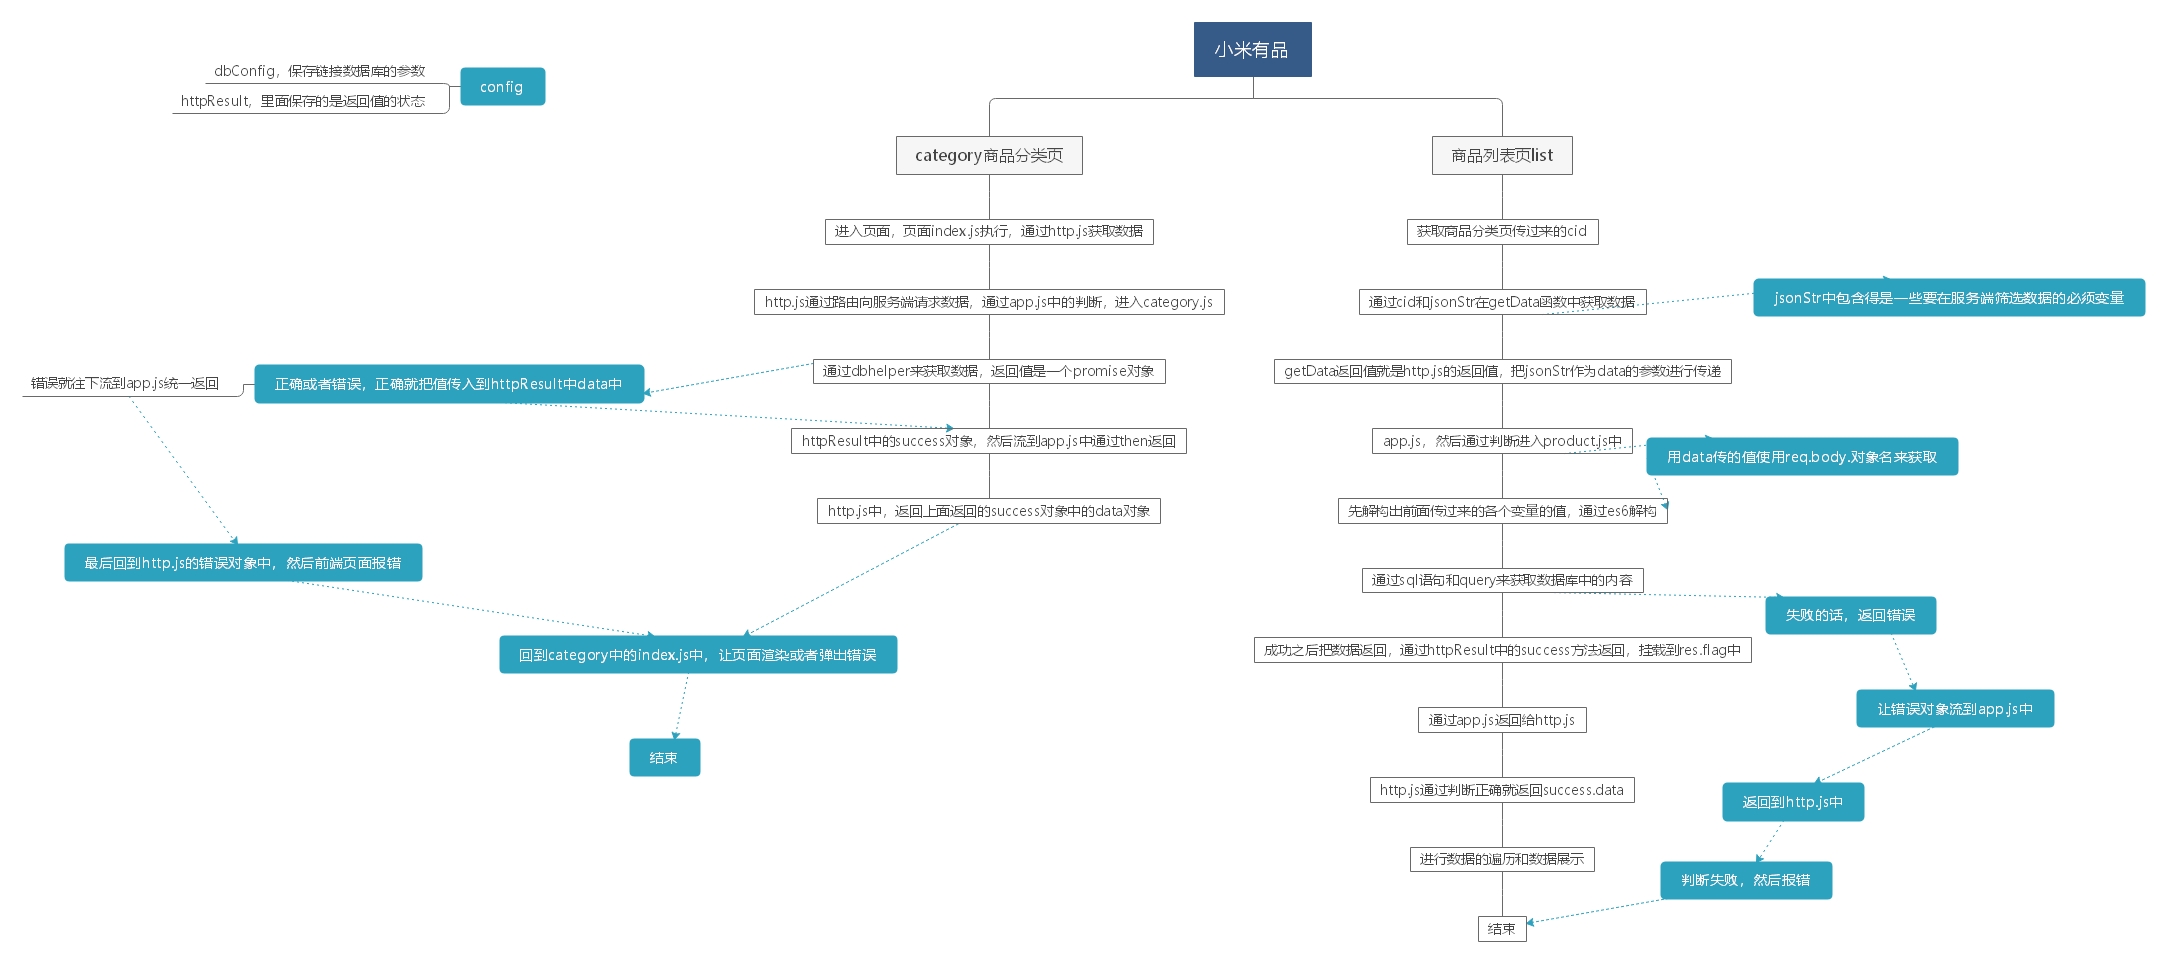 小米有品
dbConfig，保存链接数据库的参数
httpResult，里面保存的是返回值的状态
config
category商品分类页
进入页面，页面index.js执行，通过http.js获取数据
http.js通过路由向服务端请求数据，通过app.js中的判断，进入category.js
通过dbhelper来获取数据，返回值是一个promise对象
正确或者错误，正确就把值传入到httpResult中data中
错误就往下流到app.js统一返回
httpResult中的success对象，然后流到app.js中通过then返回
http.js中，返回上面返回的success对象中的data对象
最后回到http.js的错误对象中，然后前端页面报错
回到category中的index.js中，让页面渲染或者弹出错误
结束
商品列表页list
获取商品分类页传过来的cid
通过cid和jsonStr在getData函数中获取数据
jsonStr中包含得是一些要在服务端筛选数据的必须变量
getData返回值就是http.js的返回值，把jsonStr作为data的参数进行传递
app.js，然后通过判断进入product.js中
用data传的值使用req.body.对象名来获取
先解构出前面传过来的各个变量的值，通过es6解构
通过sql语句和query来获取数据库中的内容
失败的话，返回错误
成功之后把数据返回，通过httpResult中的success方法返回，挂载到res.flag中
让错误对象流到app.js中
通过app.js返回给http.js
http.js通过判断正确就返回success.data
返回到http.js中
进行数据的遍历和数据展示
判断失败，然后报错
结束